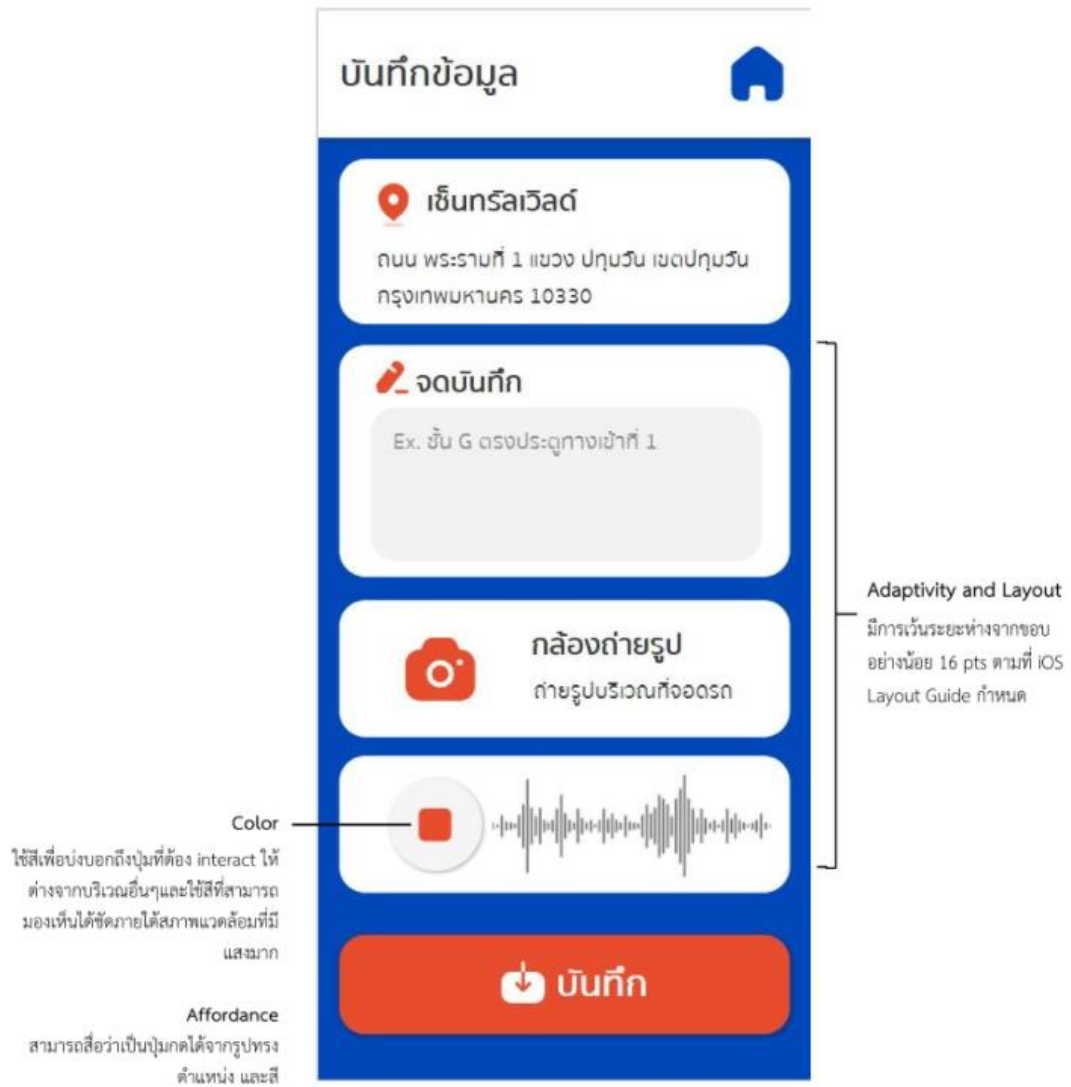 บันทึกข้อมูล
เซ็นทรัลเวิลด์
ถนน พระรามที่ 1 แขวง ปทุมวัน เขตปทุมวัน
กรุงเทพมหานคร 10330
จดบันทึก
Ex. ชั้น G ตรงประตูทางเข้าที่ 1
กล้องถ่ายรูป
ถ่ายรูปบริเวณที่จอดรถ
บันทึก
Adaptivity and Layout
มีการเว้นระยะห่างจากขอบ
อย่างน้อย 16 pts ตามที่ iOS
Layout Guide กำหนด
Color
ใช้สีเพื่อบ่งบอกถึงปุ่มที่ต้อง interact ให้
ต่างจากบริเวณอื่นๆและใช้สีที่สามารถ
มองเห็นได้ชัดภายใต้สภาพแวดล้อมที่มี
แสงมาก
Affordance
สามารถสื่อว่าเป็นปุ่มกดได้จากรูปทรง
ตำแหน่ง และสี